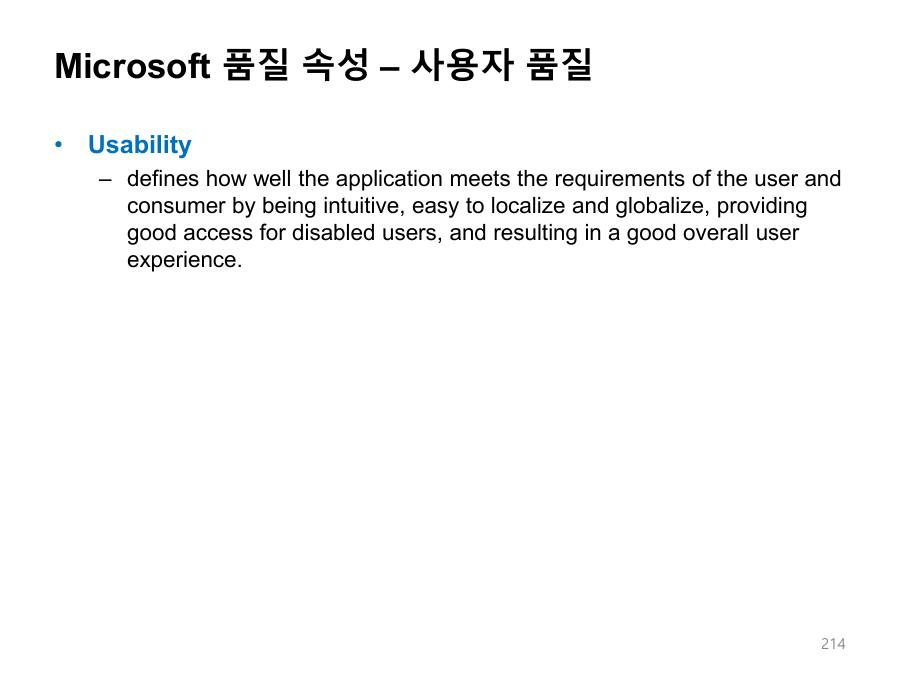 Microsoft 품질 속성 – 사용자 품질
• Usability
– defines how well the application meets the requirements of the user and
consumer by being intuitive, easy to localize and globalize, providing
good access for disabled users, and resulting in a good overall user
experience.
214